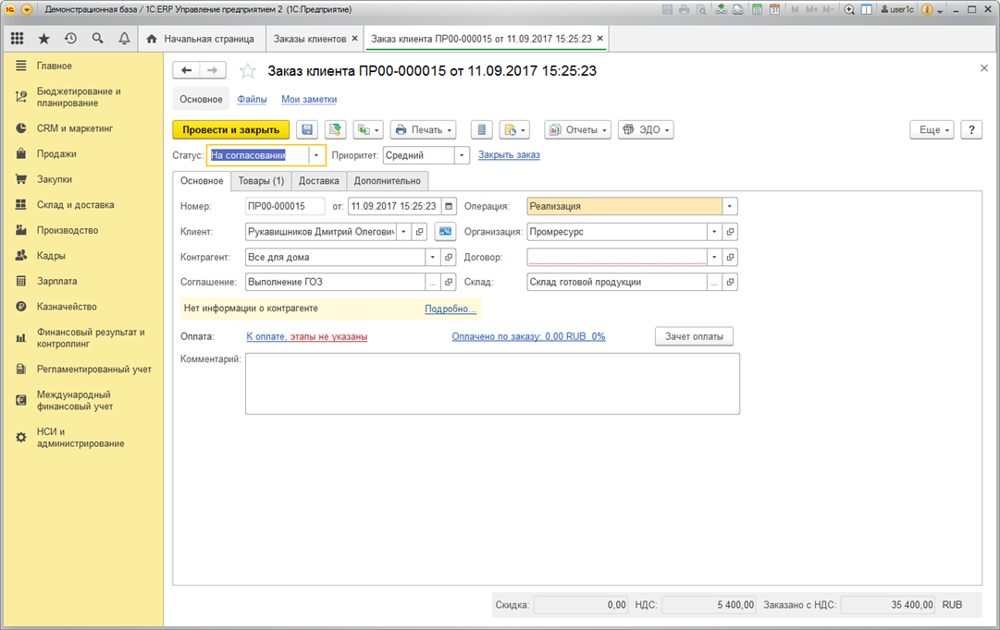 Демонстрационная база / 1С:ERP Управление предприятием 2 (1С:Предприятие)
M M+ M-
user1c
Начальная страница
Заказы клиентов ×
Заказ клиента ПР00-000015 от 11.09.2017 15:25:23 ×
Главное
Бюджетирование и
планирование
CRM и маркетинг
Продажи
Закупки
Склад и доставка
Производство
Кадры
Зарплата
Казначейство
Финансовый результат и
контроллинг
Регламентированный учет
Международный
финансовый учет
НСИ и
администрирование
Заказ клиента ПР00-000015 от 11.09.2017 15:25:23
Основное Файлы Мои заметки
Провести и закрыть Печать Отчеты ЭДО Еще ?
Статус: На согласовании Приоритет: Средний Закрыть заказ
Основное Товары (1) Доставка Дополнительно
Номер: ПР00-000015 от: 11.09.2017 15:25:23 Операция: Реализация
Клиент: Рукавишников Дмитрий Олегович Организация: Промресурс
Контрагент: Все для дома Договор:
Соглашение: Выполнение ГОЗ ... Склад: Склад готовой продукции ...
Нет информации о контрагенте Подробно...
Оплата: К оплате, этапы не указаны Оплачено по заказу: 0,00 RUB 0% Зачет оплаты
Комментарий:
Скидка: 0,00 НДС: 5 400,00 Заказано с НДС: 35 400,00 RUB